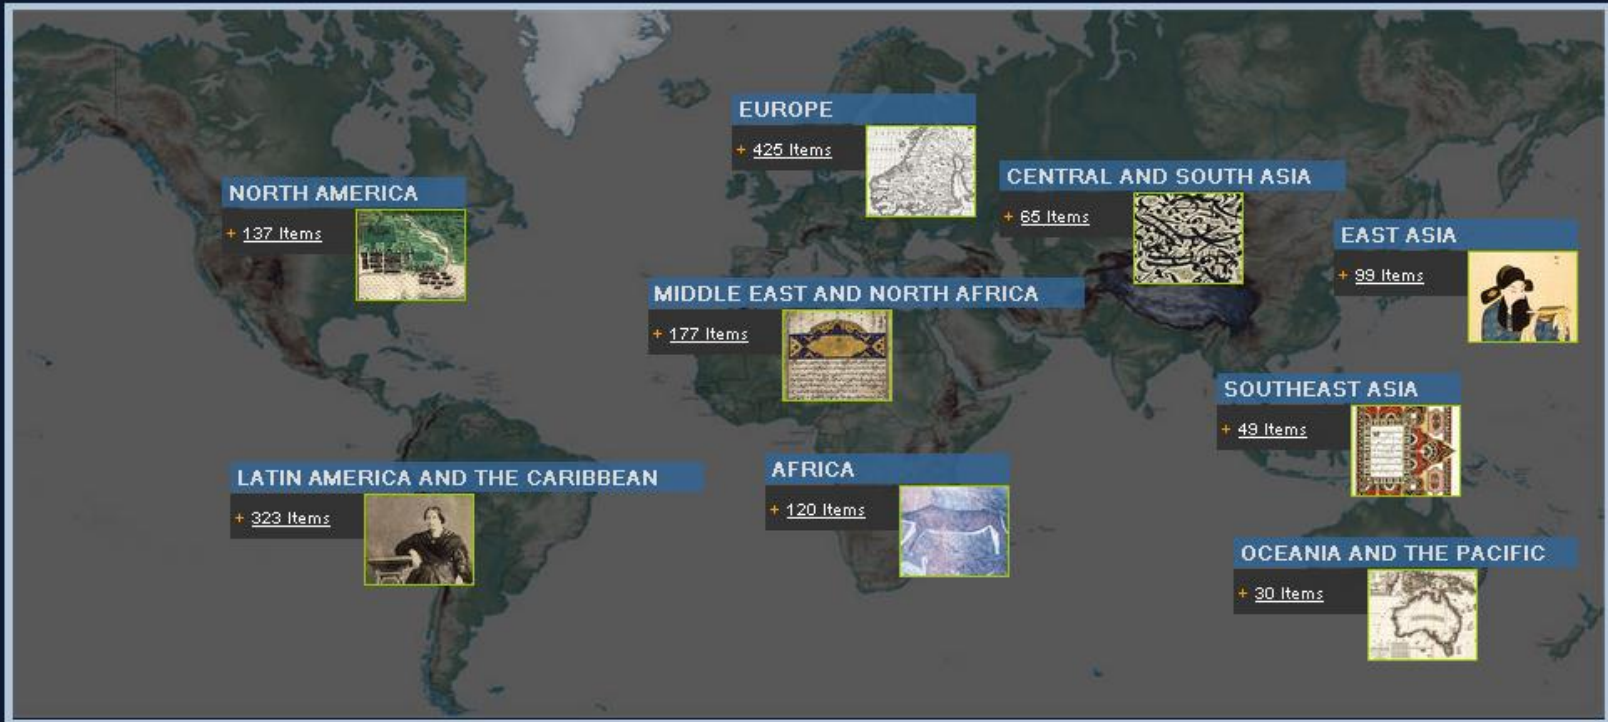 EUROPE
+ 425 Items
CENTRAL AND SOUTH ASIA
+ 65 Items
NORTH AMERICA
+ 137 Items
EAST ASIA
+ 99 Items
MIDDLE EAST AND NORTH AFRICA
+ 177 Items
SOUTHEAST ASIA
+ 49 Items
LATIN AMERICA AND THE CARIBBEAN
+ 323 Items
AFRICA
+ 120 Items
OCEANIA AND THE PACIFIC
+ 30 Items